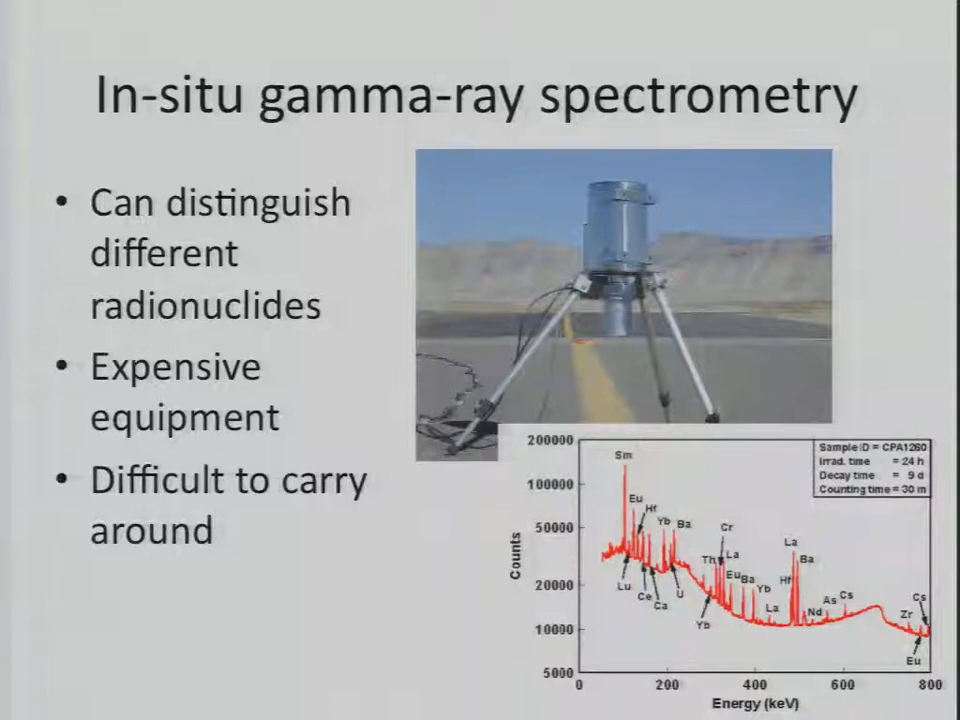 In-situ gamma-ray spectrometry
• Can distinguish
different
radionuclides
• Expensive
equipment
• Difficult to carry
around
200000
100000
50000
20000
10000
5000
Counts
0
200
400
600
800
Energy (keV)
Sample ID = CPA1260
Irrad. time = 24 h
Decay time = 9 d
Counting time = 30 m
Sm
Eu
Hf
Yb
Ba
Cr
La
Th
La
Eu
Ba
Yb
La
Ba
Hf
Lu
Ce
Ca
U
Yb
La
Nd
As
Cs
Zr
Cs
Eu